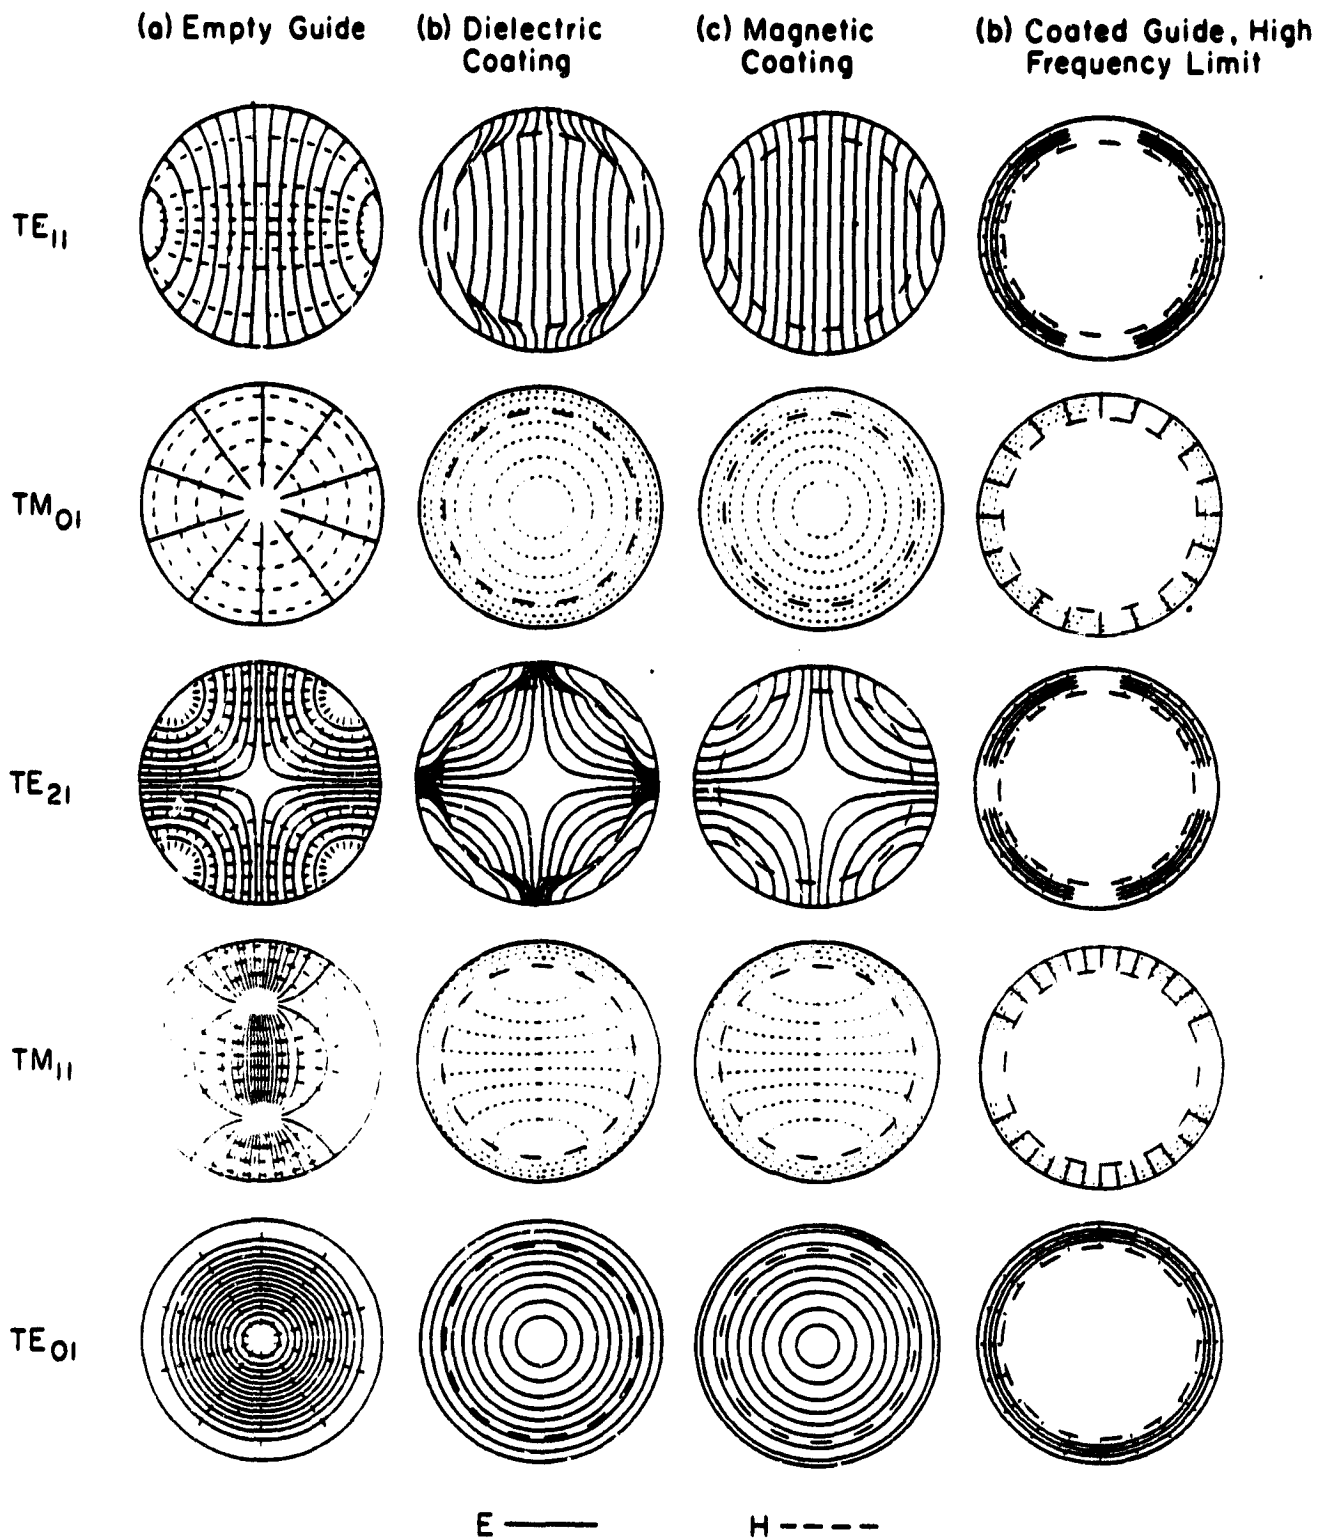 (a) Empty Guide
(b) Dielectric
Coating
(c) Magnetic
Coating
(b) Coated Guide, High
Frequency Limit
TE11
TM01
TE21
TM11
TE01
E
H